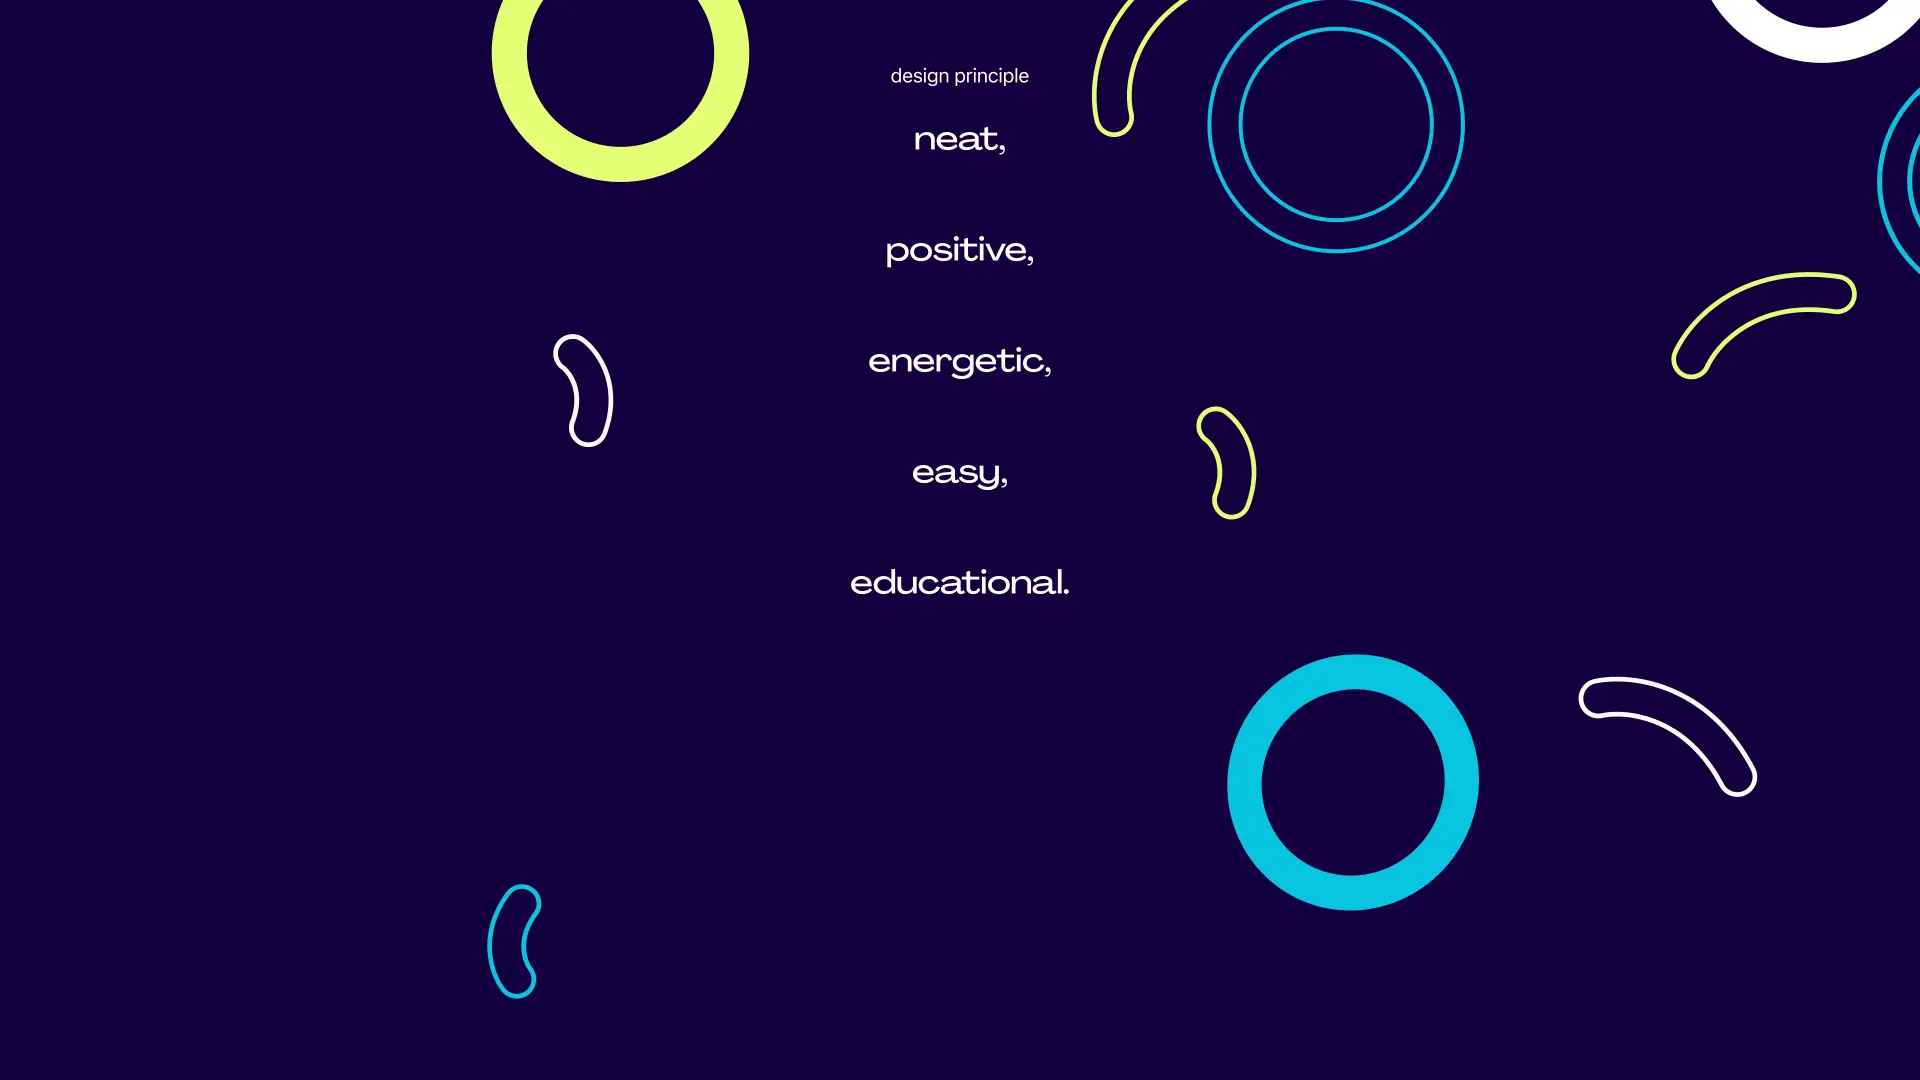 design principle
neat,
positive,
energetic,
easy,
educational.